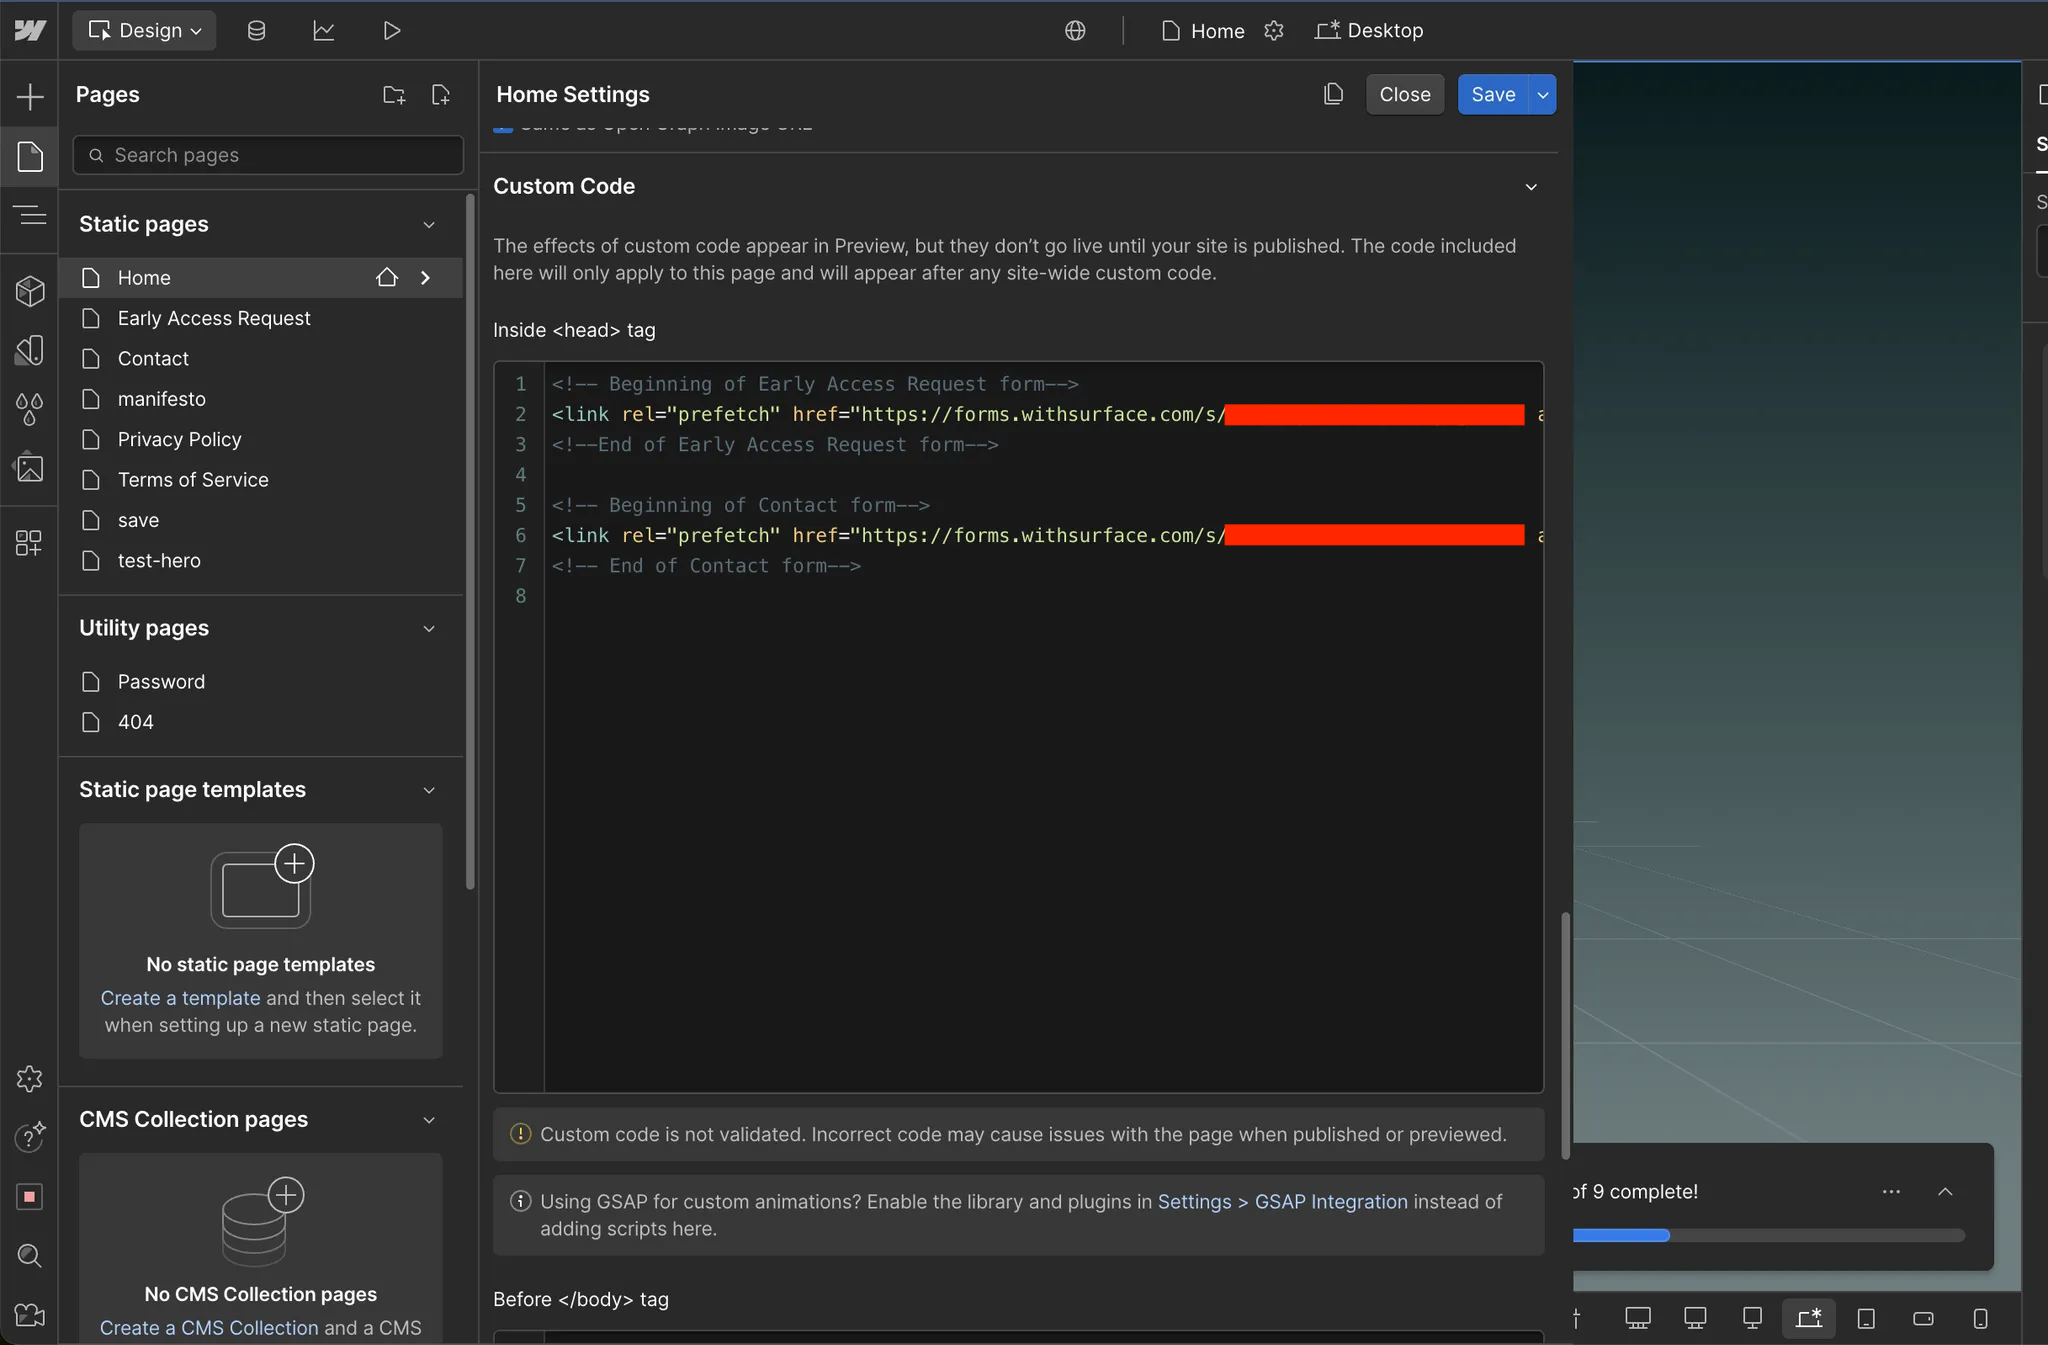 Design
Home
Desktop
Pages
Search pages
Static pages
Home
Early Access Request
Contact
manifesto
Privacy Policy
Terms of Service
save
test-hero
Utility pages
Password
404
Static page templates
No static page templates
Create a template and then select it
when setting up a new static page.
CMS Collection pages
No CMS Collection pages
Create a CMS Collection and a CMS
Home Settings
Close
Save
Same as Open Graph Image URL
Custom Code
The effects of custom code appear in Preview, but they don’t go live until your site is published. The code included
here will only apply to this page and will appear after any site-wide custom code.
Inside <head> tag
1 <!-- Beginning of Early Access Request form-->
2 <link rel="prefetch" href="https://forms.withsurface.com/s/ a
3 <!--End of Early Access Request form-->
4
5 <!-- Beginning of Contact form-->
6 <link rel="prefetch" href="https://forms.withsurface.com/s/ a
7 <!-- End of Contact form-->
8
Custom code is not validated. Incorrect code may cause issues with the page when published or previewed.
Using GSAP for custom animations? Enable the library and plugins in Settings > GSAP Integration instead of
adding scripts here.
Before </body> tag
of 9 complete!
S
S